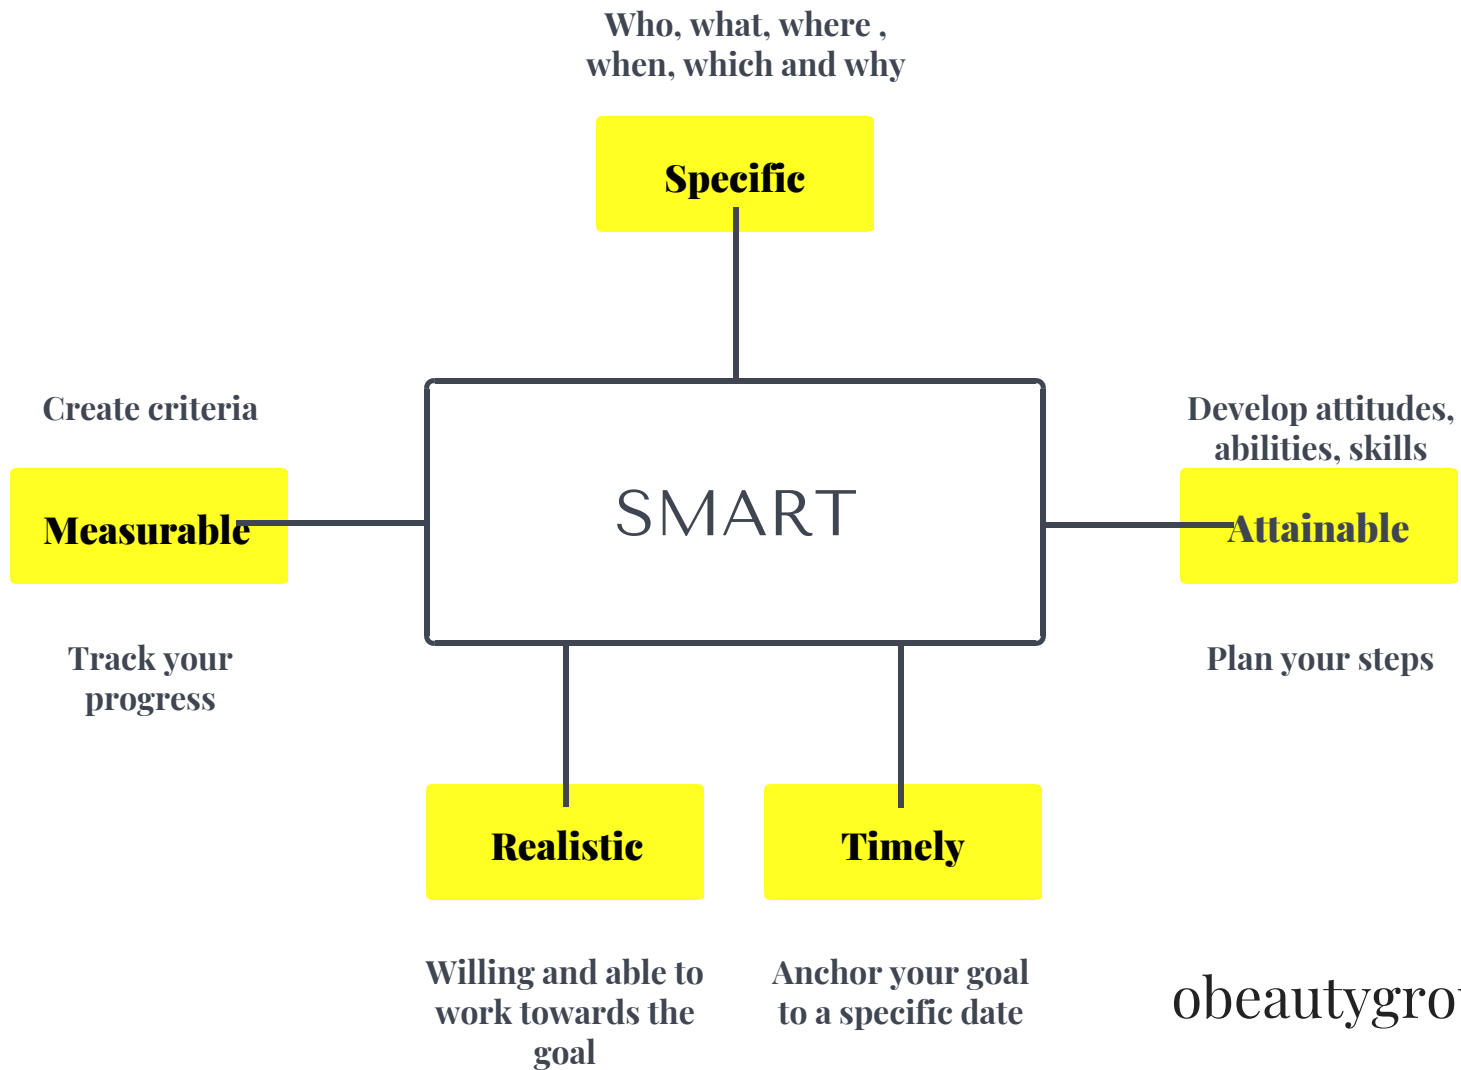 Who, what, where ,
when, which and why
Specific
Create criteria
Measurable
Track your
progress
SMART
Develop attitudes,
abilities, skills
Attainable
Plan your steps
Realistic
Willing and able to
work towards the
goal
Timely
Anchor your goal
to a specific date